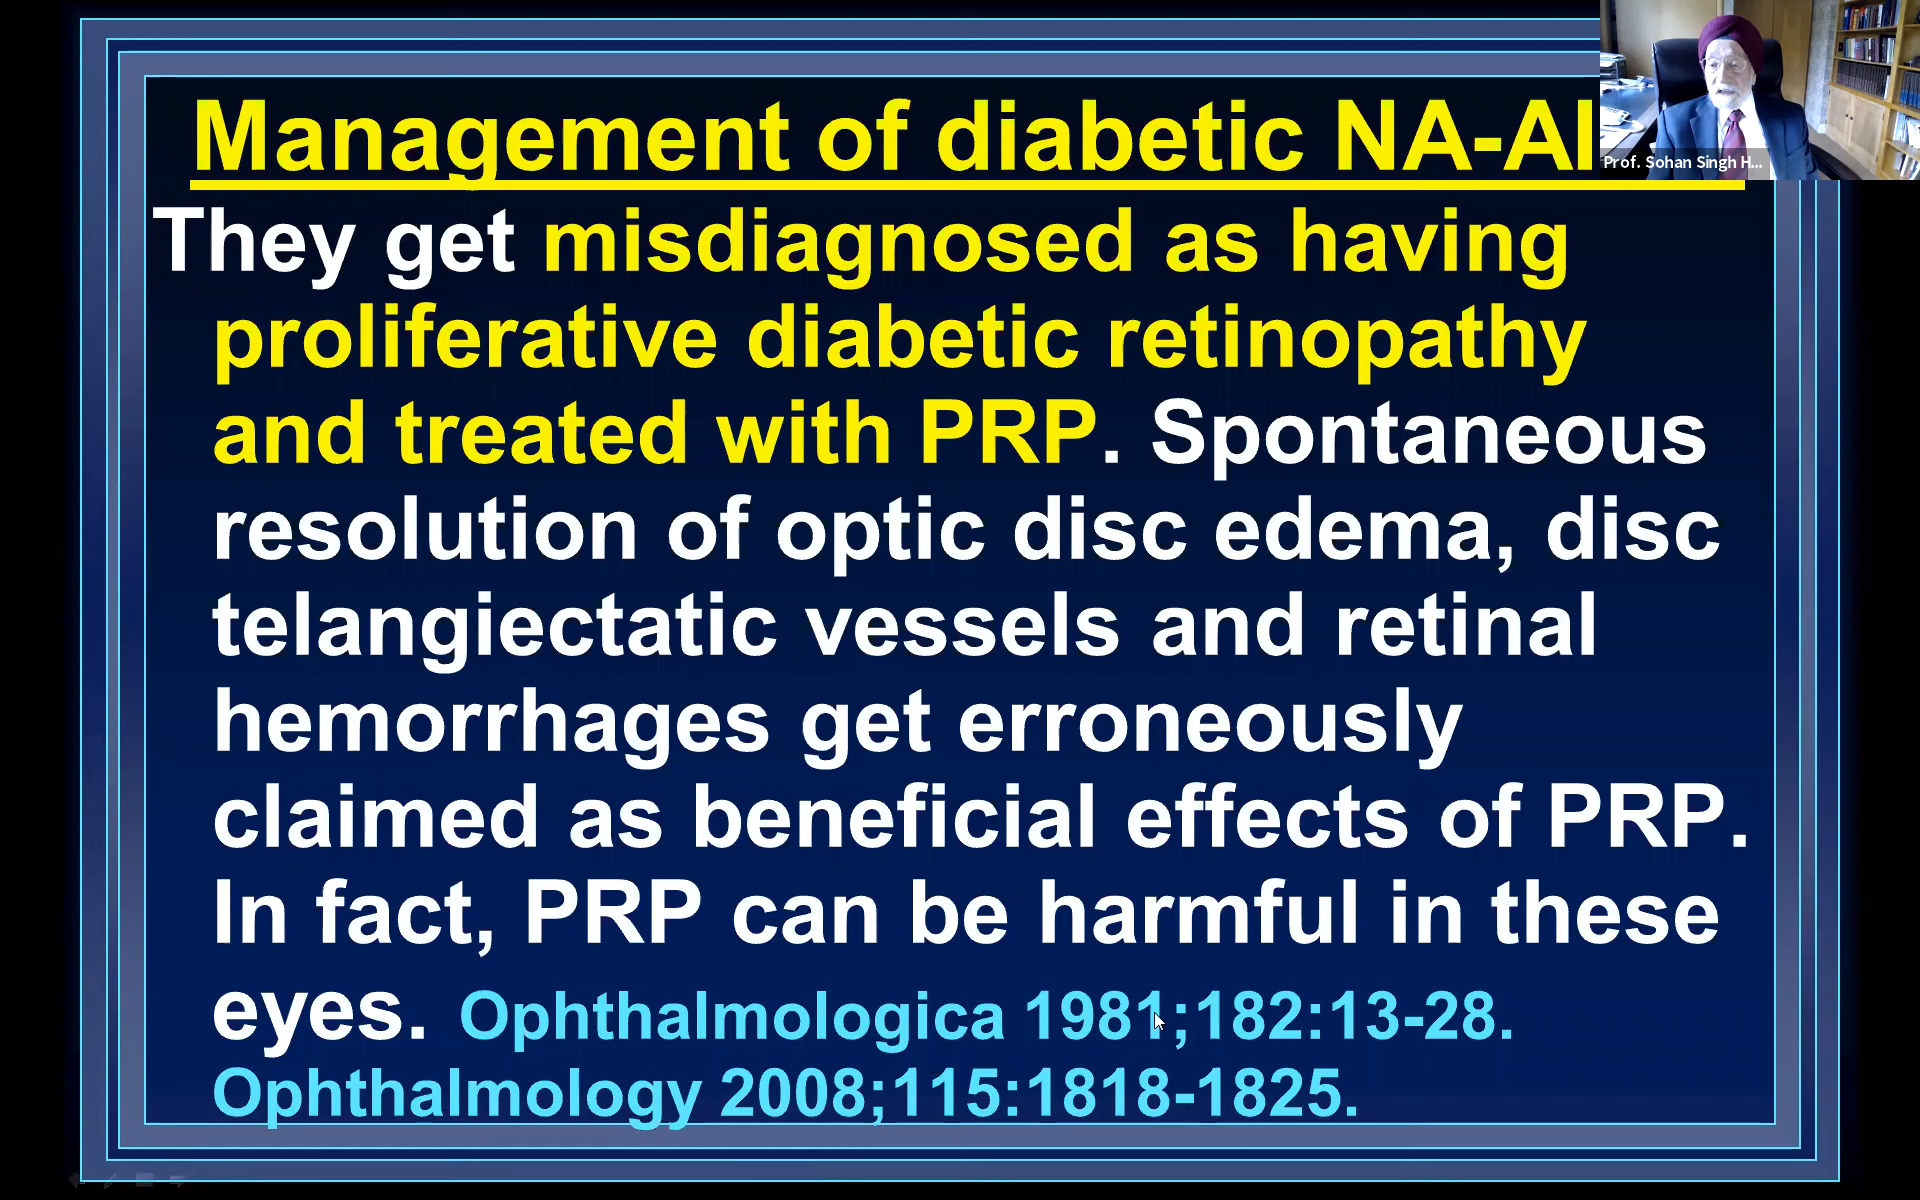 Management of diabetic NA-AI
Prof. Sohan Singh H...
They get misdiagnosed as having
proliferative diabetic retinopathy
and treated with PRP. Spontaneous
resolution of optic disc edema, disc
telangiectatic vessels and retinal
hemorrhages get erroneously
claimed as beneficial effects of PRP.
In fact, PRP can be harmful in these
eyes. Ophthalmologica 1981;182:13-28.
Ophthalmology 2008;115:1818-1825.